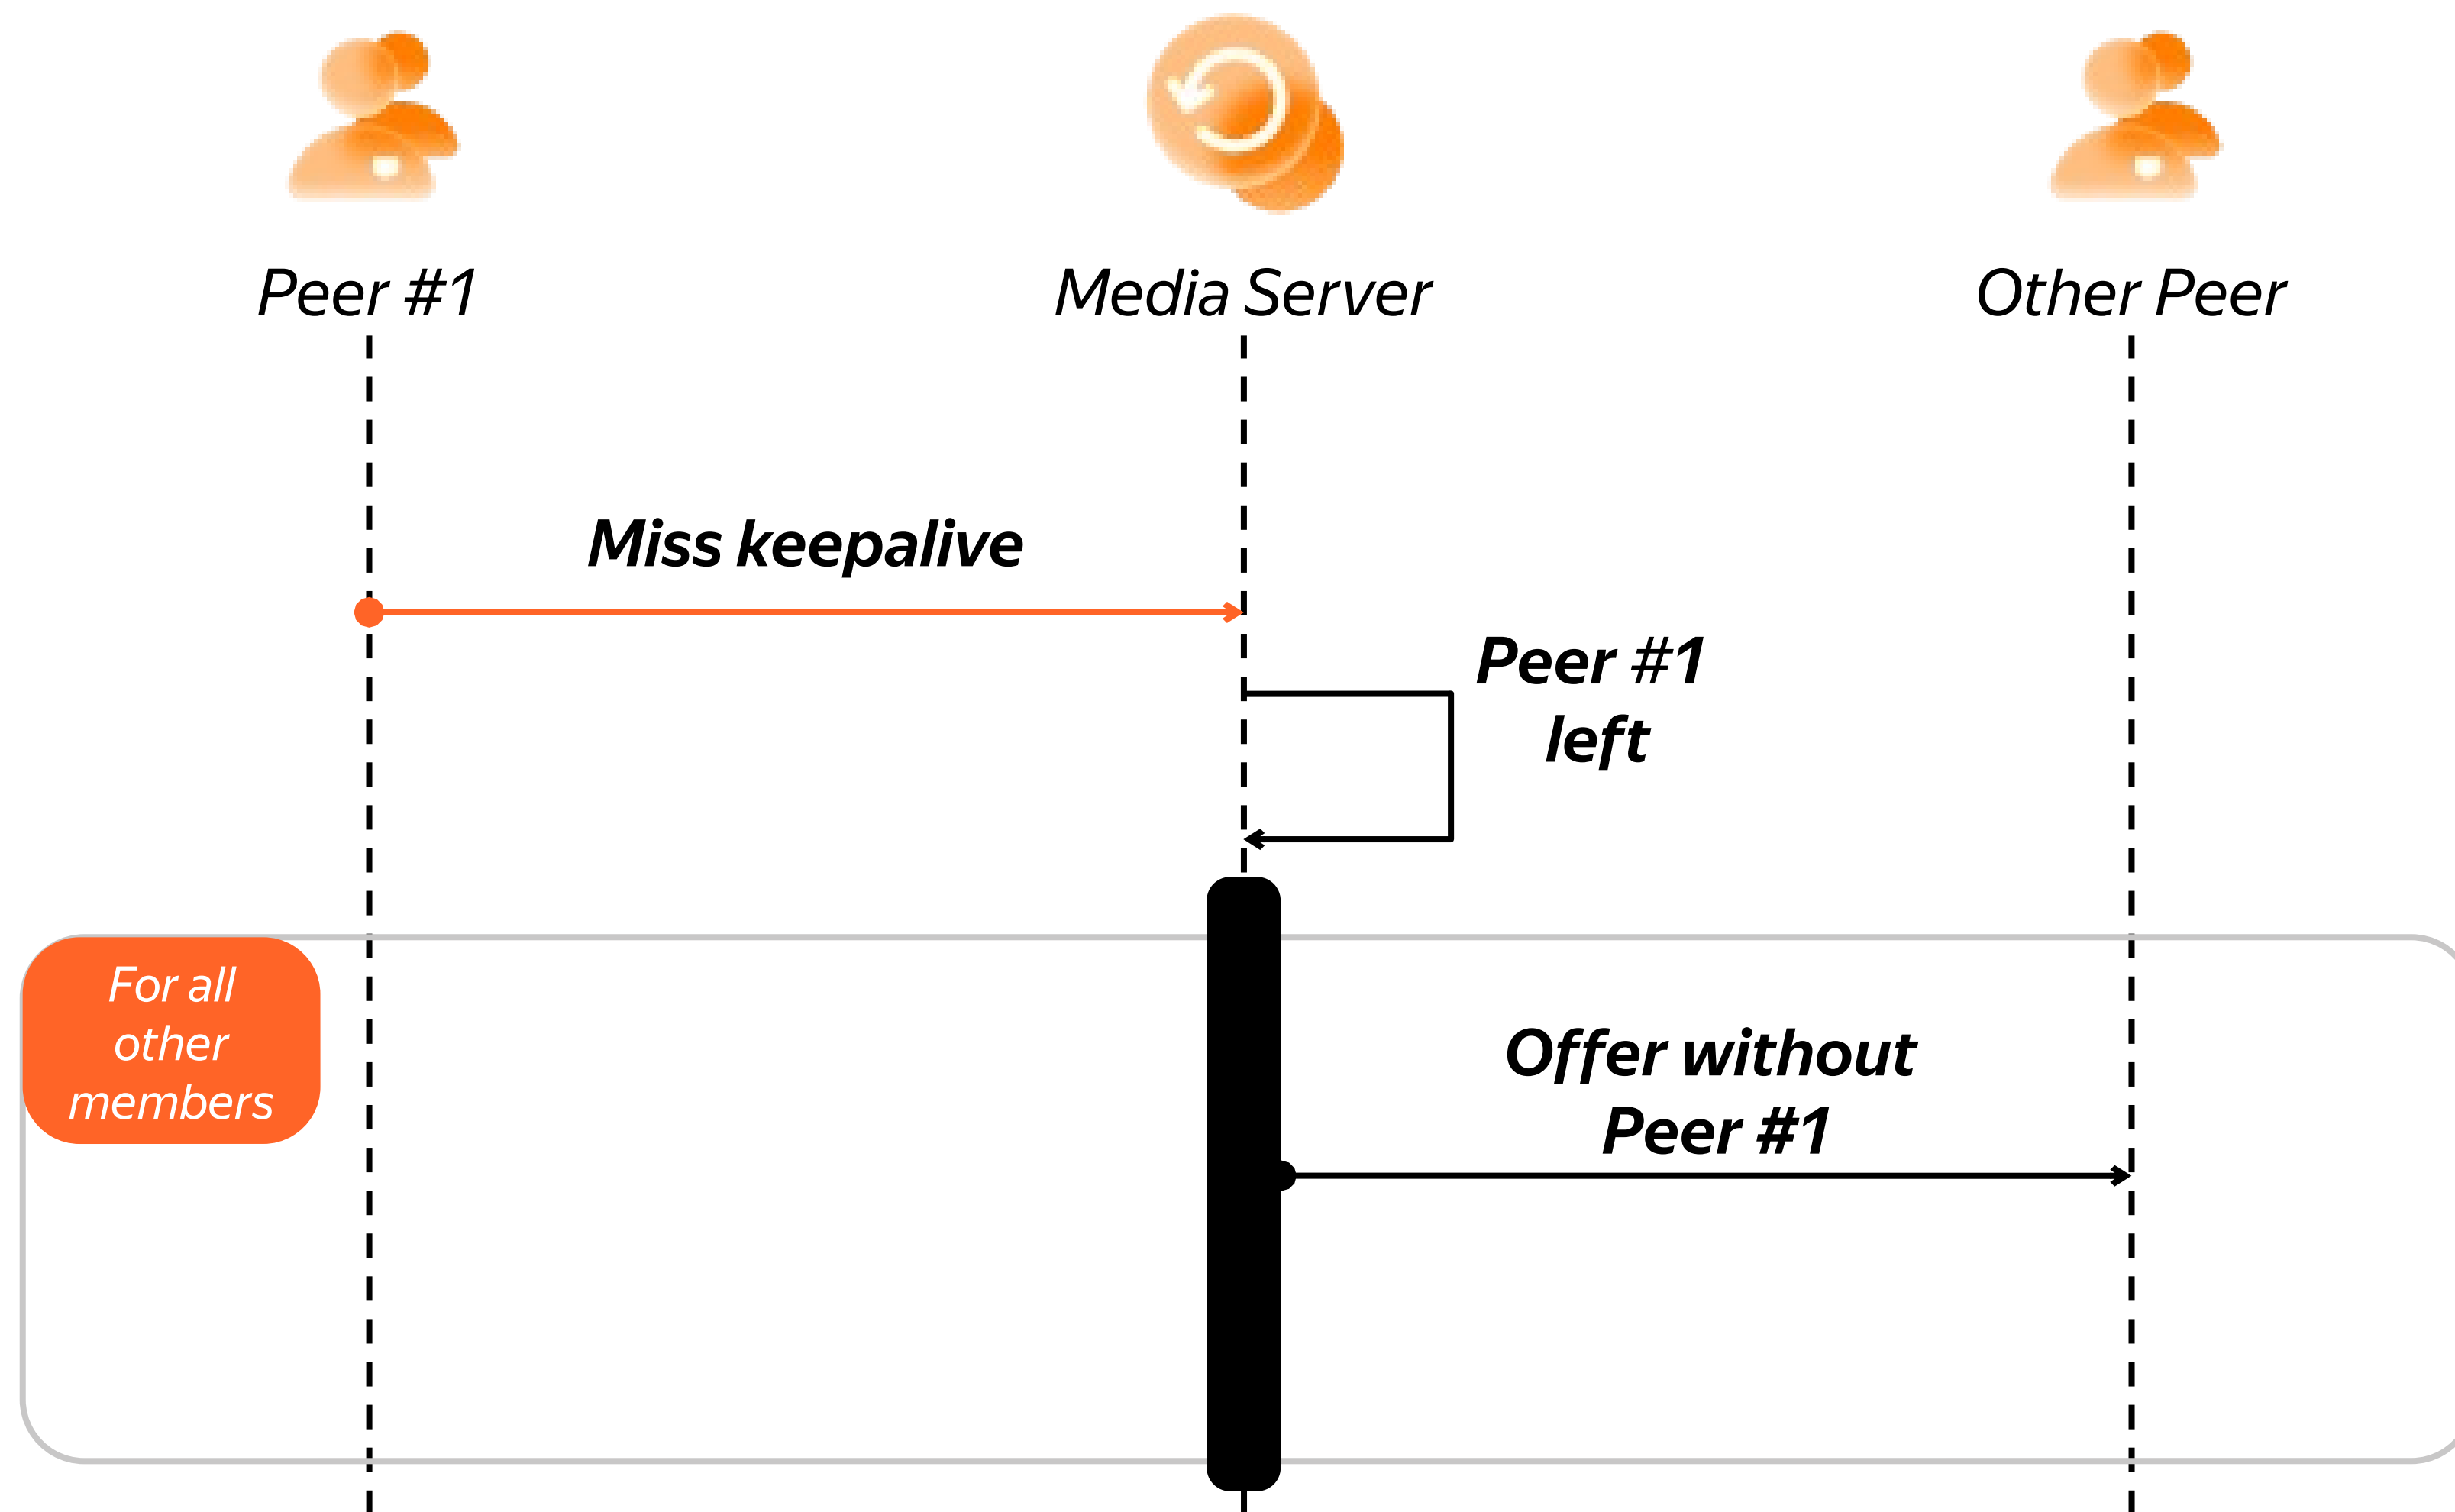 Peer #1
Media Server
Other Peer
Miss keepalive
Peer #1
left
For all
other
members
Offer without
Peer #1